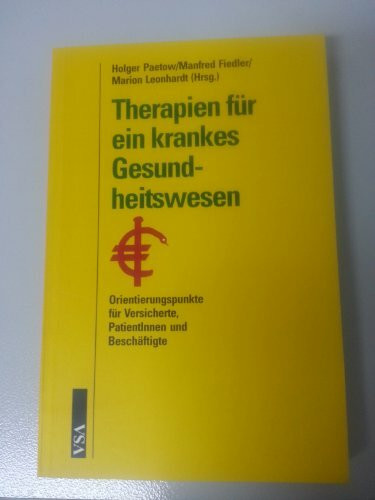 Holger Paetow/Manfred Fiedler/
Marion Leonhardt (Hrsg.)
Therapien für
ein krankes
Gesund-
heitswesen
Orientierungspunkte
für Versicherte,
PatientInnen und
Beschäftigte
VSA